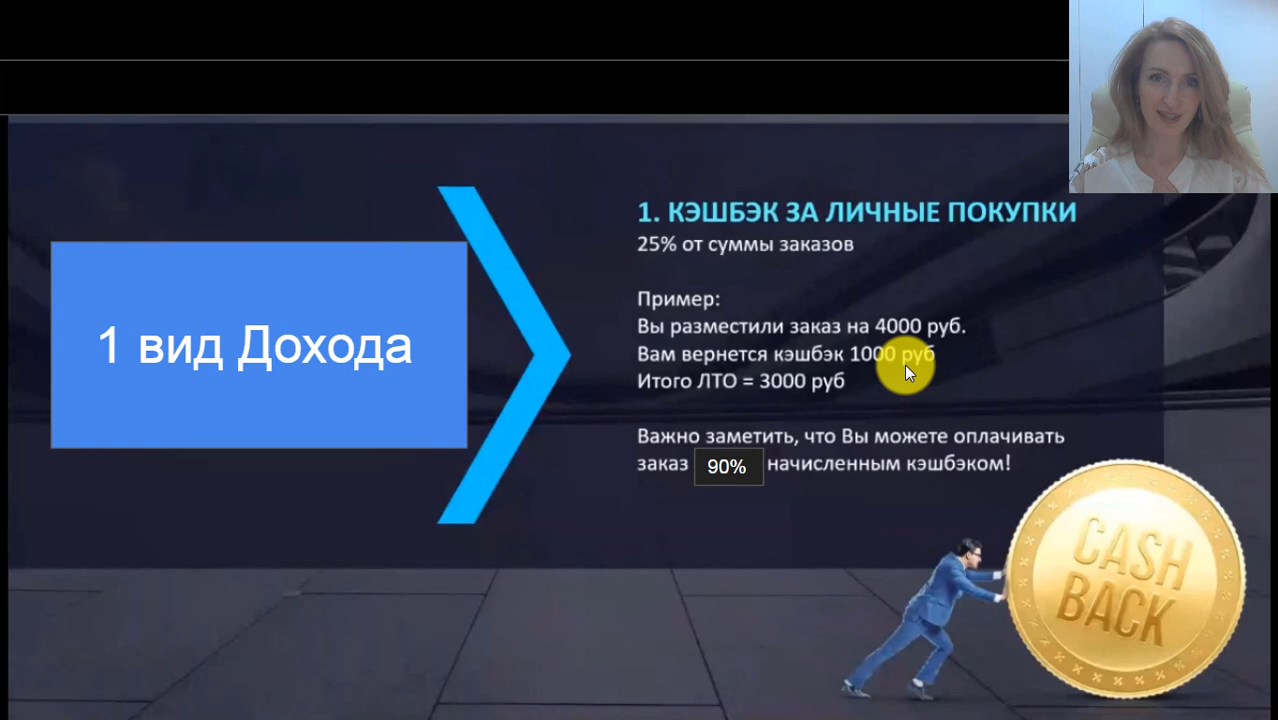 1 вид Дохода
1. КЭШБЭК ЗА ЛИЧНЫЕ ПОКУПКИ
25% от суммы заказов
Пример:
Вы разместили заказ на 4000 руб.
Вам вернется кэшбэк 1000 руб
Итого ЛТО = 3000 руб
Важно заметить, что Вы можете оплачивать
заказ 90% начисленным кэшбэком!
CASH
BACK